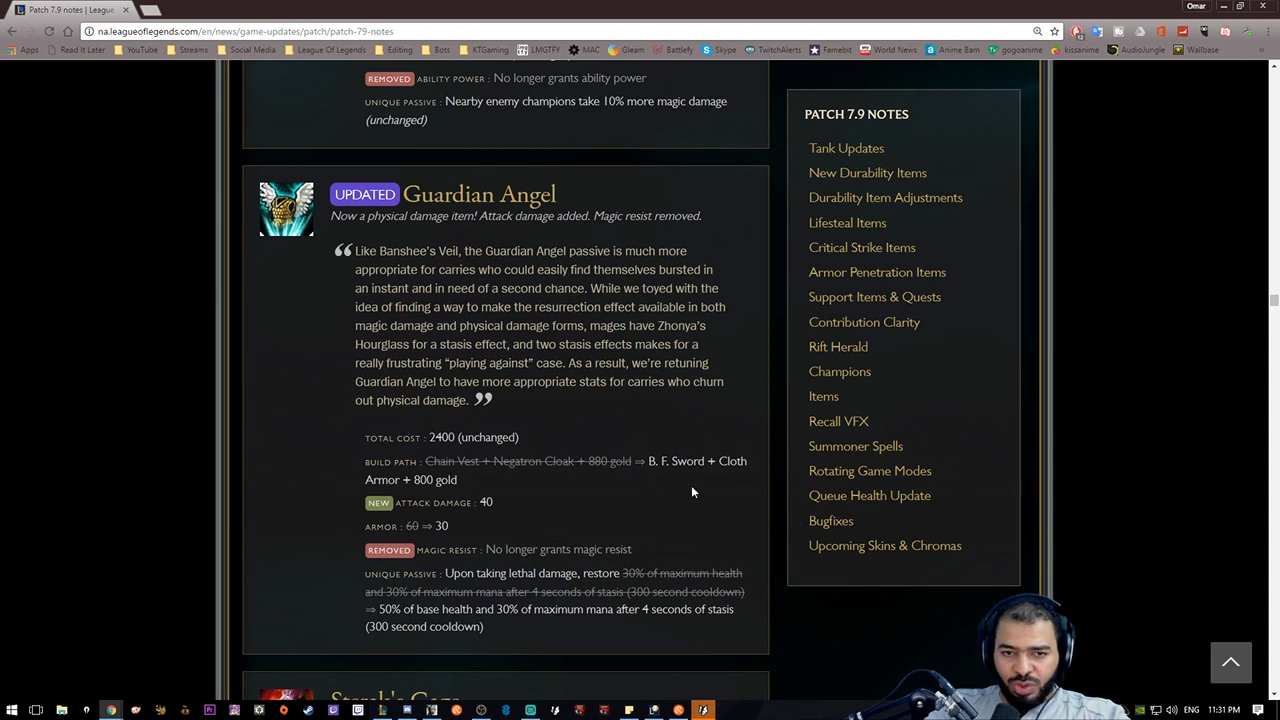 Patch 7.9 notes | League
Omar
na.leagueoflegends.com/en/news/game-updates/patch/patch-79-notes
Apps Read It Later YouTube Streams Social Media League Of Legends Editing Bots KTGaming LMGTFY MAC Gleam Battlefy Skype TwitchAlerts Famebit World News Anime Bam gogoanime kissanime AudioJungle Wallbase
REMOVED ABILITY POWER : No longer grants ability power
UNIQUE PASSIVE : Nearby enemy champions take 10% more magic damage
(unchanged)
UPDATED Guardian Angel
Now a physical damage item! Attack damage added. Magic resist removed.
“ Like Banshee's Veil, the Guardian Angel passive is much more
appropriate for carries who could easily find themselves bursted in
an instant and in need of a second chance. While we toyed with the
idea of finding a way to make the resurrection effect available in both
magic damage and physical damage forms, mages have Zhonya's
Hourglass for a stasis effect, and two stasis effects makes for a
really frustrating “playing against” case. As a result, we're retuning
Guardian Angel to have more appropriate stats for carries who churn
out physical damage. ”
TOTAL COST : 2400 (unchanged)
BUILD PATH : Chain Vest + Negatron Cloak + 880 gold ⇒ B. F. Sword + Cloth
Armor + 800 gold
NEW ATTACK DAMAGE : 40
ARMOR : 60 ⇒ 30
REMOVED MAGIC RESIST : No longer grants magic resist
UNIQUE PASSIVE : Upon taking lethal damage, restore 30% of maximum health
and 30% of maximum mana after 4 seconds of stasis (300 second cooldown)
⇒ 50% of base health and 30% of maximum mana after 4 seconds of stasis
(300 second cooldown)
Sterak's Gage
PATCH 7.9 NOTES
Tank Updates
New Durability Items
Durability Item Adjustments
Lifesteal Items
Critical Strike Items
Armor Penetration Items
Support Items & Quests
Contribution Clarity
Rift Herald
Champions
Items
Recall VFX
Summoner Spells
Rotating Game Modes
Queue Health Update
Bugfixes
Upcoming Skins & Chromas
ENG 11:31 PM